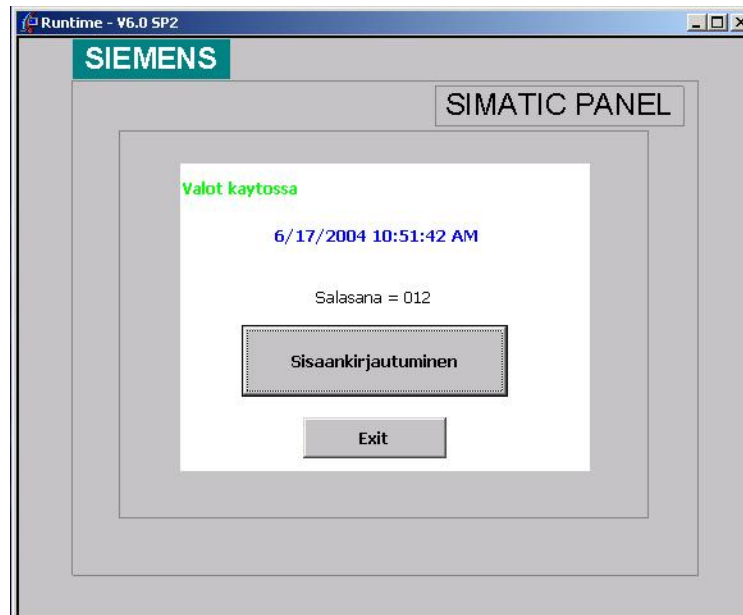 Runtime - V6.0 SP2
SIEMENS
SIMATIC PANEL
Valot kaytossa
6/17/2004 10:51:42 AM
Salasana = 012
Sisaankirjautuminen
Exit